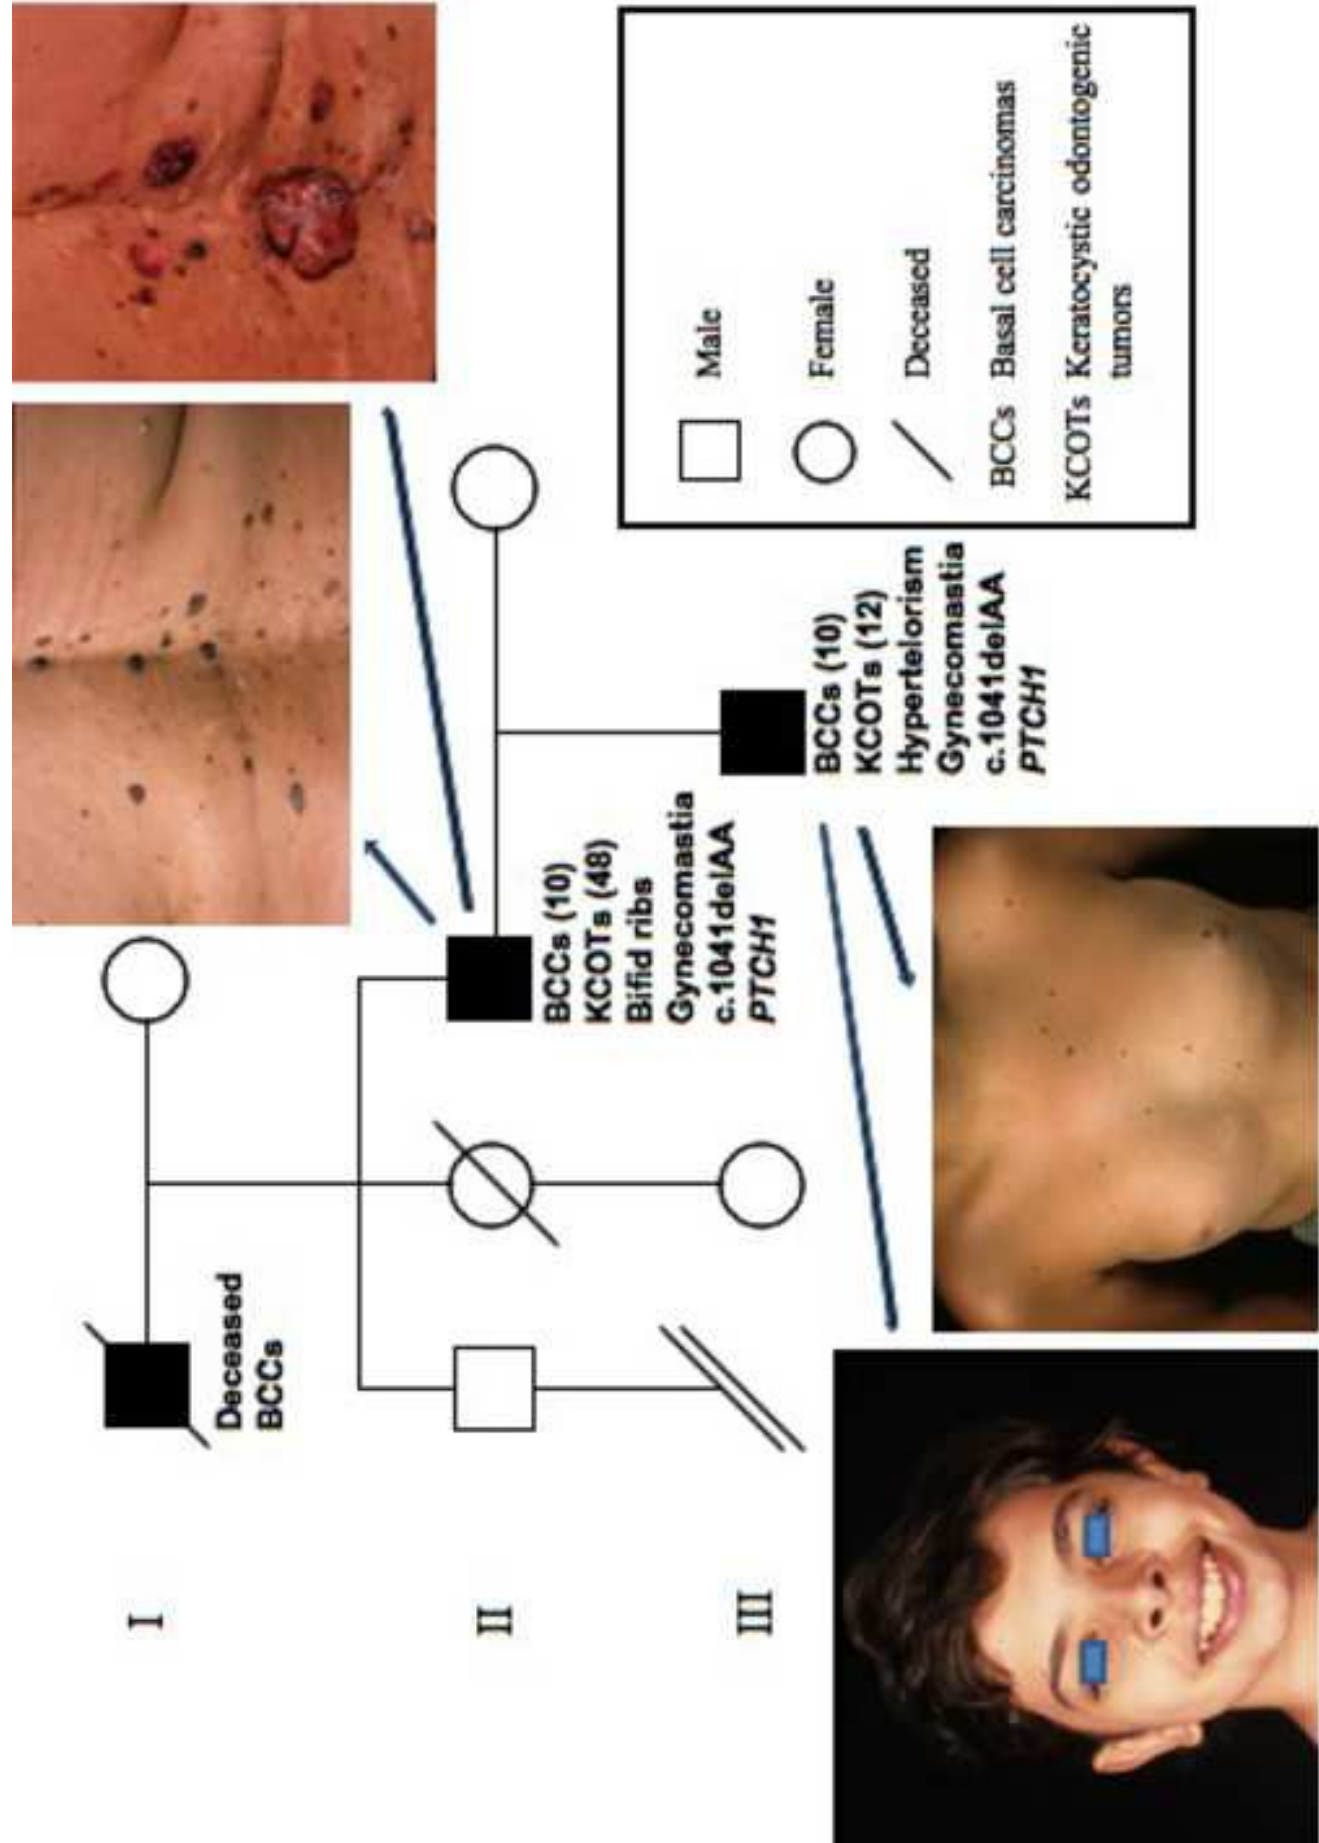 I
II
III
Deceased
BCCs
BCCs (10)
KCOTs (48)
Bifid ribs
Gynecomastia
c.1041delAA
PTCH1
BCCs (10)
KCOTs (12)
Hypertelorism
Gynecomastia
c.1041delAA
PTCH1
Male
Female
Deceased
BCCs Basal cell carcinomas
KCOTs Keratocystic odontogenic
tumors